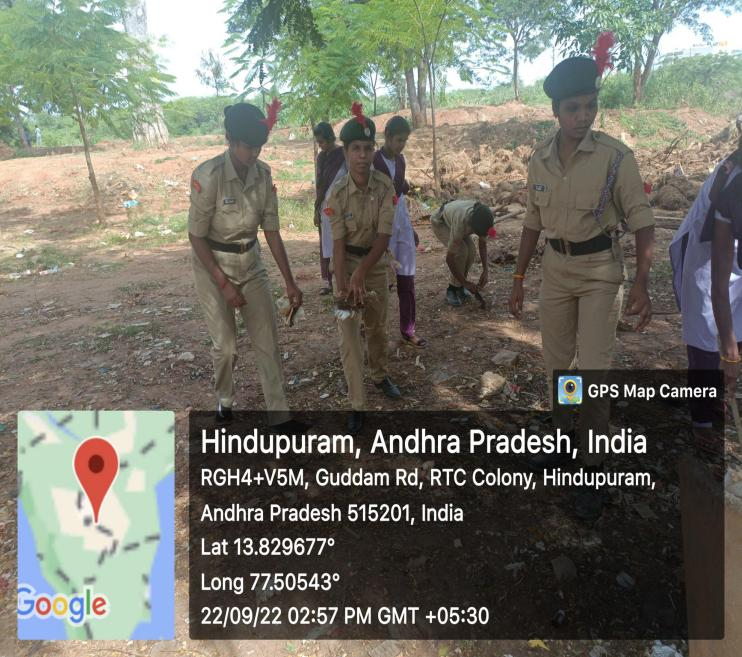 GPS Map Camera
Hindupuram, Andhra Pradesh, India
RGH4+V5M, Guddam Rd, RTC Colony, Hindupuram,
Andhra Pradesh 515201, India
Lat 13.829677°
Long 77.50543°
22/09/22 02:57 PM GMT +05:30
Google